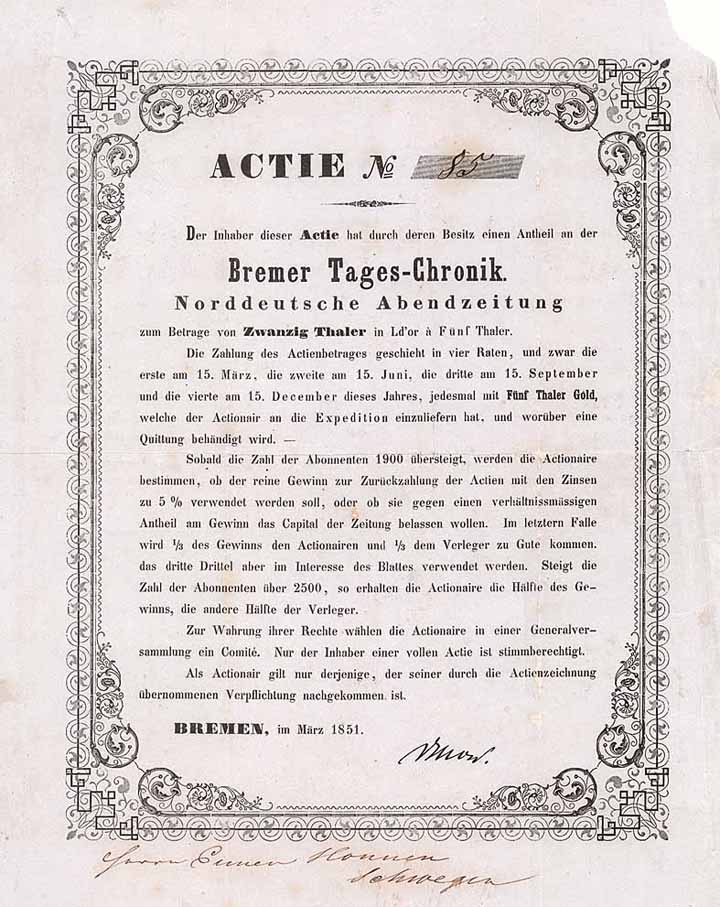 ACTIE № 85
Der Inhaber dieser Actie hat durch deren Besitz einen Antheil an der
Bremer Tages-Chronik.
Norddeutsche Abendzeitung
zum Betrage von Zwanzig Thaler in Ld'or à Fünf Thaler.
Die Zahlung des Actienbetrages geschieht in vier Raten, und zwar die
erste am 15. März, die zweite am 15. Juni, die dritte am 15. September
und die vierte am 15. December dieses Jahres, jedesmal mit Fünf Thaler Gold,
welche der Actionair an die Expedition einzuliefern hat, und worüber eine
Quittung behändigt wird. —
Sobald die Zahl der Abonnenten 1900 übersteigt, werden die Actionaire
bestimmen, ob der reine Gewinn zur Zurückzahlung der Actien mit den Zinsen
zu 5 % verwendet werden soll, oder ob sie gegen einen verhältnissmässigen
Antheil am Gewinn das Capital der Zeitung belassen wollen. Im letztern Falle
wird ⅓ des Gewinns den Actionairen und ⅓ dem Verleger zu Gute kommen.
das dritte Drittel aber im Interesse des Blattes verwendet werden. Steigt die
Zahl der Abonnenten über 2500, so erhalten die Actionaire die Hälfte des Ge-
winns, die andere Hälfte der Verleger.
Zur Wahrung ihrer Rechte wählen die Actionaire in einer Generalver-
sammlung ein Comité. Nur der Inhaber einer vollen Actie ist stimmberechtigt.
Als Actionair gilt nur derjenige, der seiner durch die Actienzeichnung
übernommenen Verpflichtung nachgekommen ist.
BREMEN, im März 1851.
Herrn